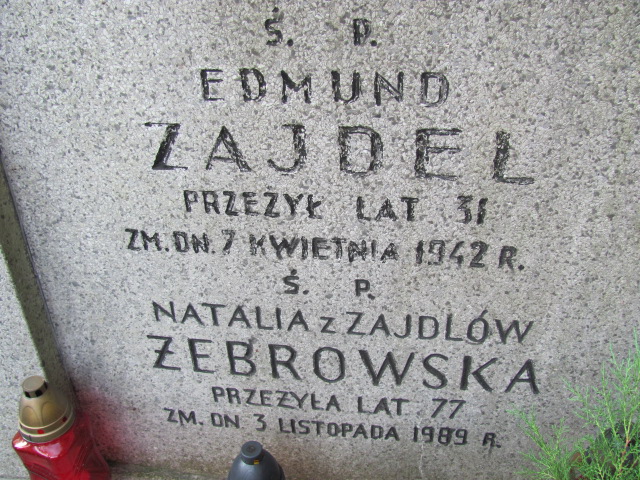 Ś. P.
EDMUND
ZAJDEL
PRZEŻYŁ LAT 31
ZM. DN. 7 KWIETNIA 1942 R.
Ś. P.
NATALIA z ZAJDLÓW
ŻEBROWSKA
PRZEŻYŁA LAT 77
ZM. DN 3 LISTOPADA 1989 R.